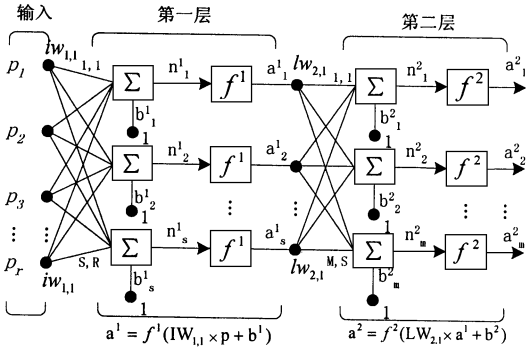 输入 第一层 第二层
iw1,1 1,1 n¹1 a¹1 lw2,1 1,1 n²1 a²1
p1 Σ f¹ Σ f²
b¹1 b²1
1 1
p2 n¹2 a¹2 n²2 a²2
Σ f¹ Σ f²
p3 b¹2 b²2
1 1
⋮ ⋮ ⋮ ⋮ ⋮ ⋮
pr S,R n¹s a¹s M,S n²m a²m
Σ f¹ Σ f²
iw1,1 b¹s lw2,1 b²m
1 1
a¹ = f¹(IW1,1×p+b¹) a² = f²(LW2,1×a¹+b²)